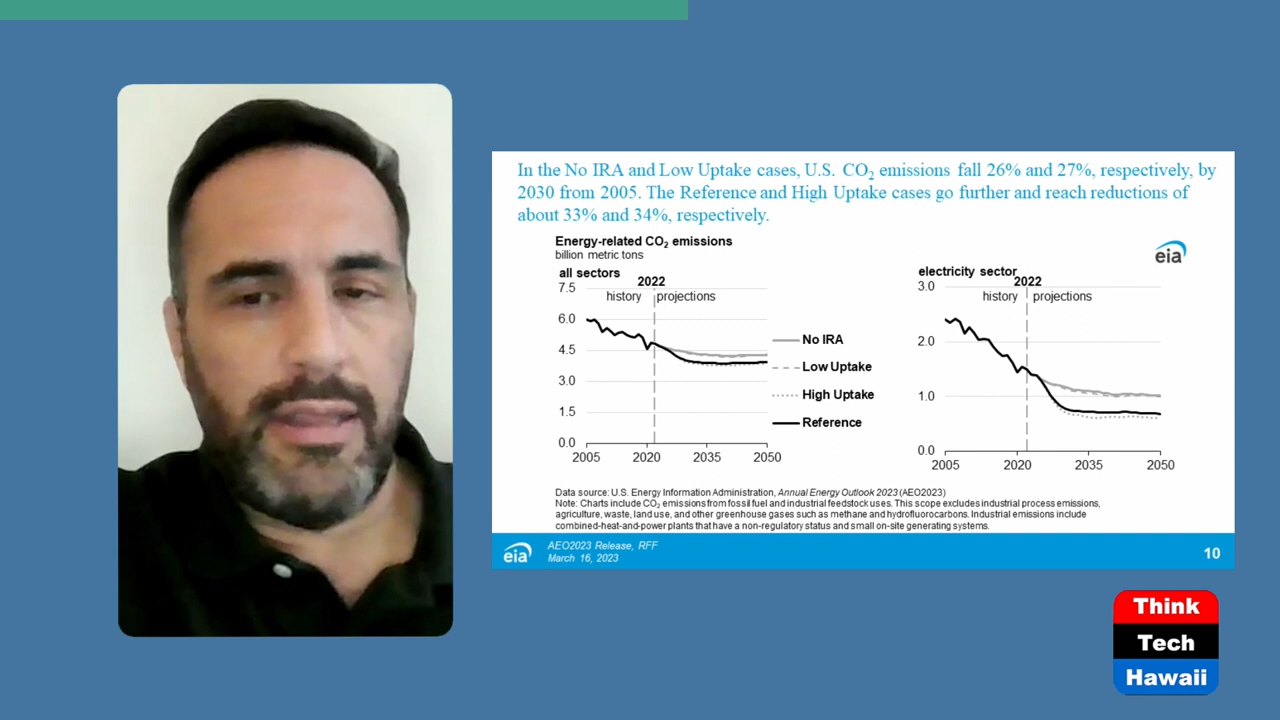 In the No IRA and Low Uptake cases, U.S. CO₂ emissions fall 26% and 27%, respectively, by
2030 from 2005. The Reference and High Uptake cases go further and reach reductions of
about 33% and 34%, respectively.
Energy-related CO₂ emissions
billion metric tons
eia
all sectors
2022
history
projections
7.5
6.0
4.5
3.0
1.5
0.0
2005
2020
2035
2050
No IRA
Low Uptake
High Uptake
Reference
electricity sector
2022
history
projections
3.0
2.0
1.0
0.0
2005
2020
2035
2050
Data source: U.S. Energy Information Administration, Annual Energy Outlook 2023 (AEO2023)
Note: Charts include CO₂ emissions from fossil fuel and industrial feedstock uses. This scope excludes industrial process emissions,
agriculture, waste, land use, and other greenhouse gases such as methane and hydrofluorocarbons. Industrial emissions include
combined-heat-and-power plants that have a non-regulatory status and small on-site generating systems.
eia
AEO2023 Release, RFF
March 16, 2023
10
Think
Tech
Hawaii